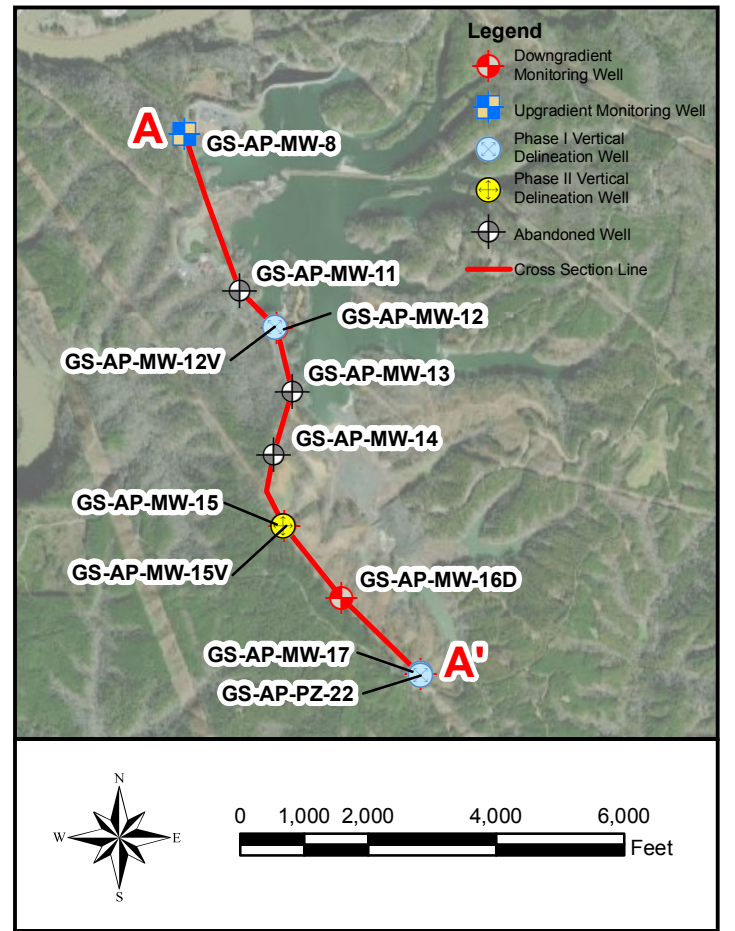 Legend
Downgradient
Monitoring Well
Upgradient Monitoring Well
Phase I Vertical
Delineation Well
Phase II Vertical
Delineation Well
Abandoned Well
Cross Section Line
A
GS-AP-MW-8
GS-AP-MW-11
GS-AP-MW-12
GS-AP-MW-12V
GS-AP-MW-13
GS-AP-MW-14
GS-AP-MW-15
GS-AP-MW-15V
GS-AP-MW-16D
GS-AP-MW-17
A'
GS-AP-PZ-22
N
W E
S
0 1,000 2,000 4,000 6,000
Feet